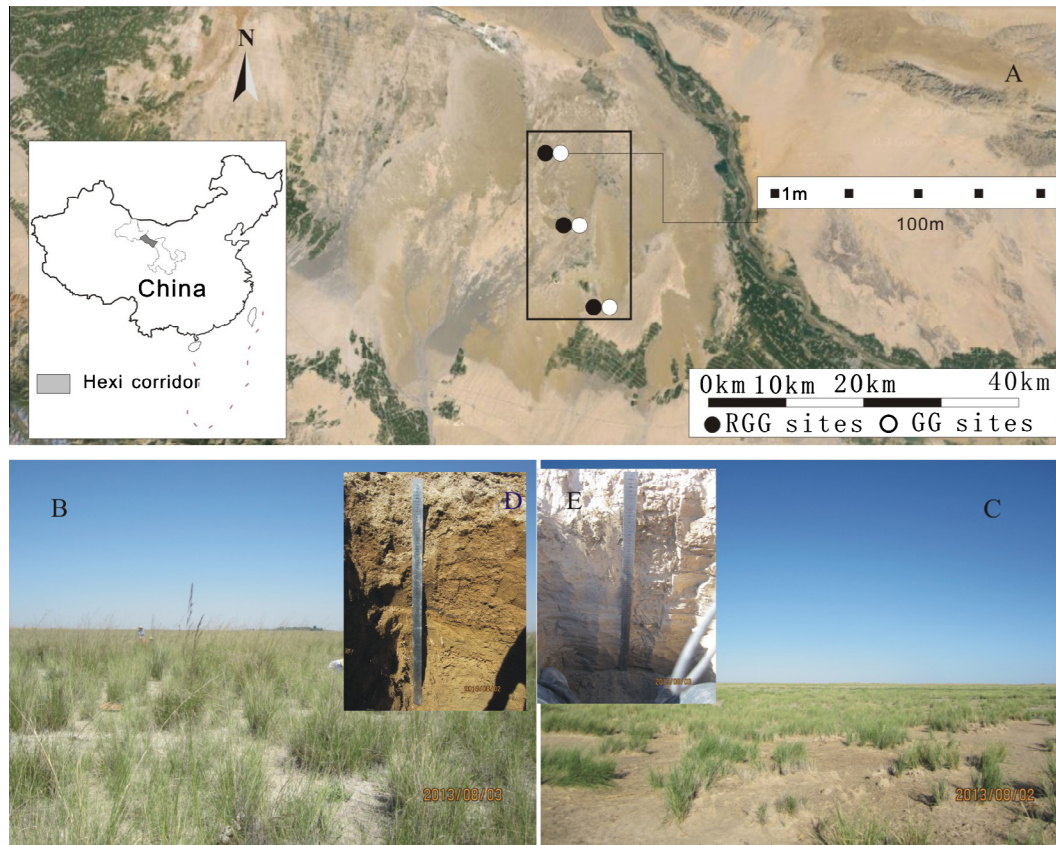 N
A
1m
100m
China
Hexi corridor
0km 10km 20km 40km
RGG sites GG sites
B
D
E
C
2013/08/03
2013/08/02